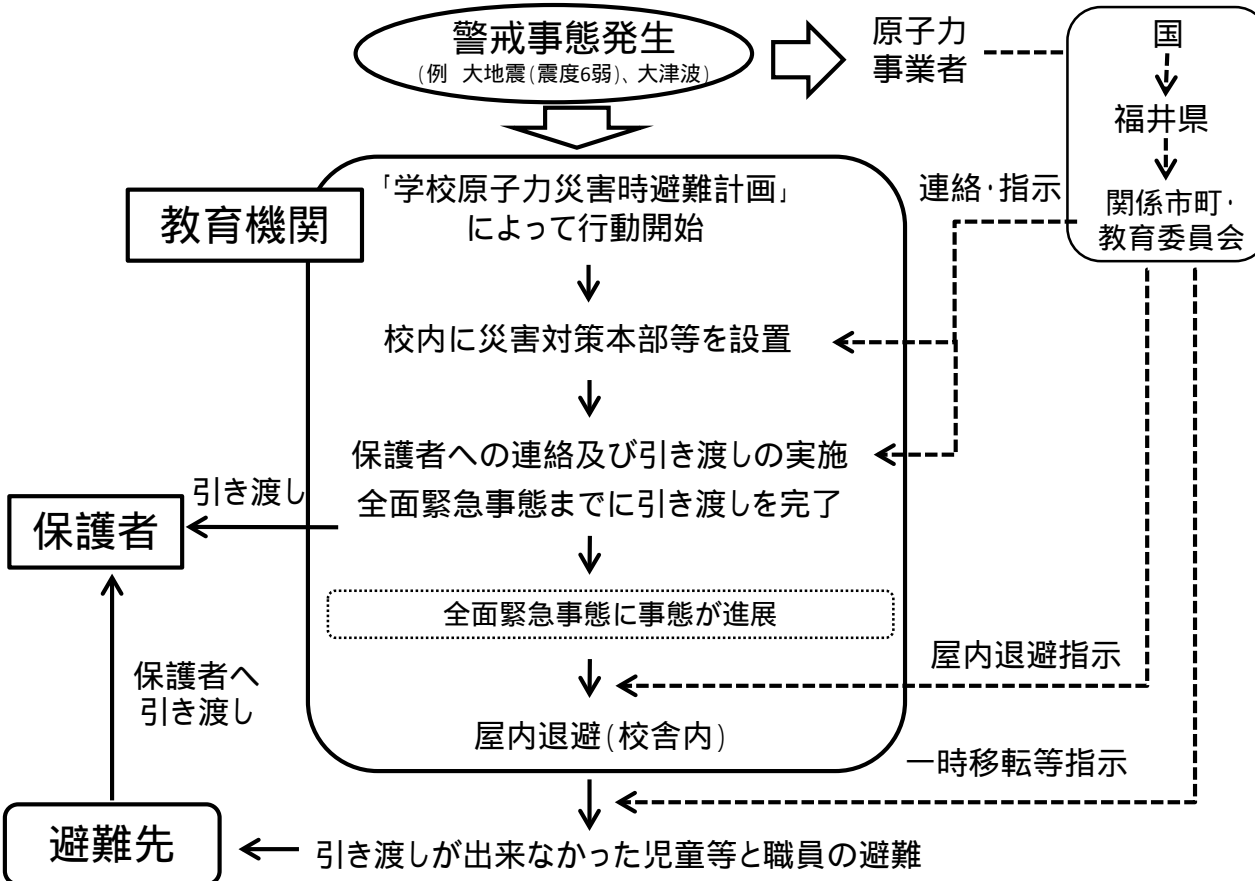 警戒事態発生
(例　大地震(震度6弱)、大津波)
原子力
事業者
国
福井県
関係市町・
教育委員会
連絡・指示
教育機関
「学校原子力災害時避難計画」
によって行動開始
校内に災害対策本部等を設置
保護者への連絡及び引き渡しの実施
全面緊急事態までに引き渡しを完了
引き渡し
保護者
全面緊急事態に事態が進展
屋内退避指示
保護者へ
引き渡し
屋内退避(校舎内)
一時移転等指示
避難先
引き渡しが出来なかった児童等と職員の避難